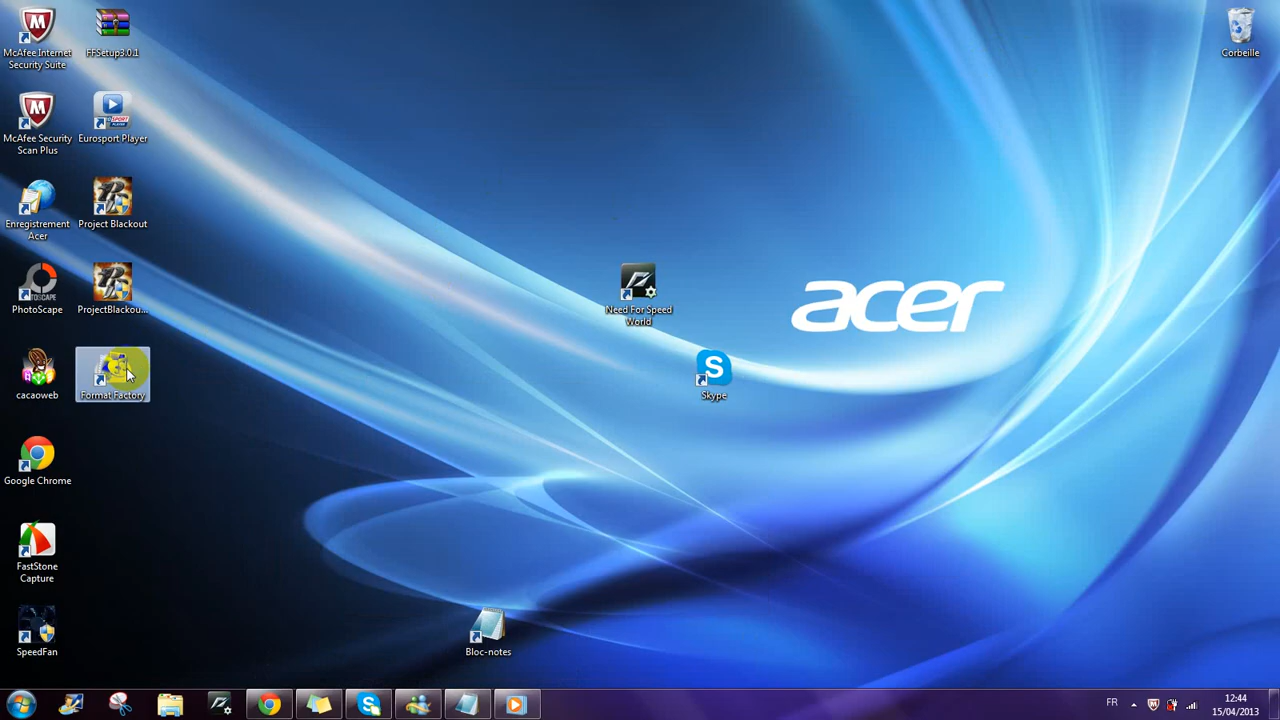 McAfee Internet
Security Suite
FFSetup3.0.1
Corbeille
McAfee Security
Scan Plus
Eurosport Player
Enregistrement
Acer
Project Blackout
PhotoScape
ProjectBlackou...
Need For Speed
World
acer
cacaoweb
Format Factory
S
Skype
Google Chrome
FastStone
Capture
SpeedFan
Bloc-notes
FR
12:44
15/04/2013